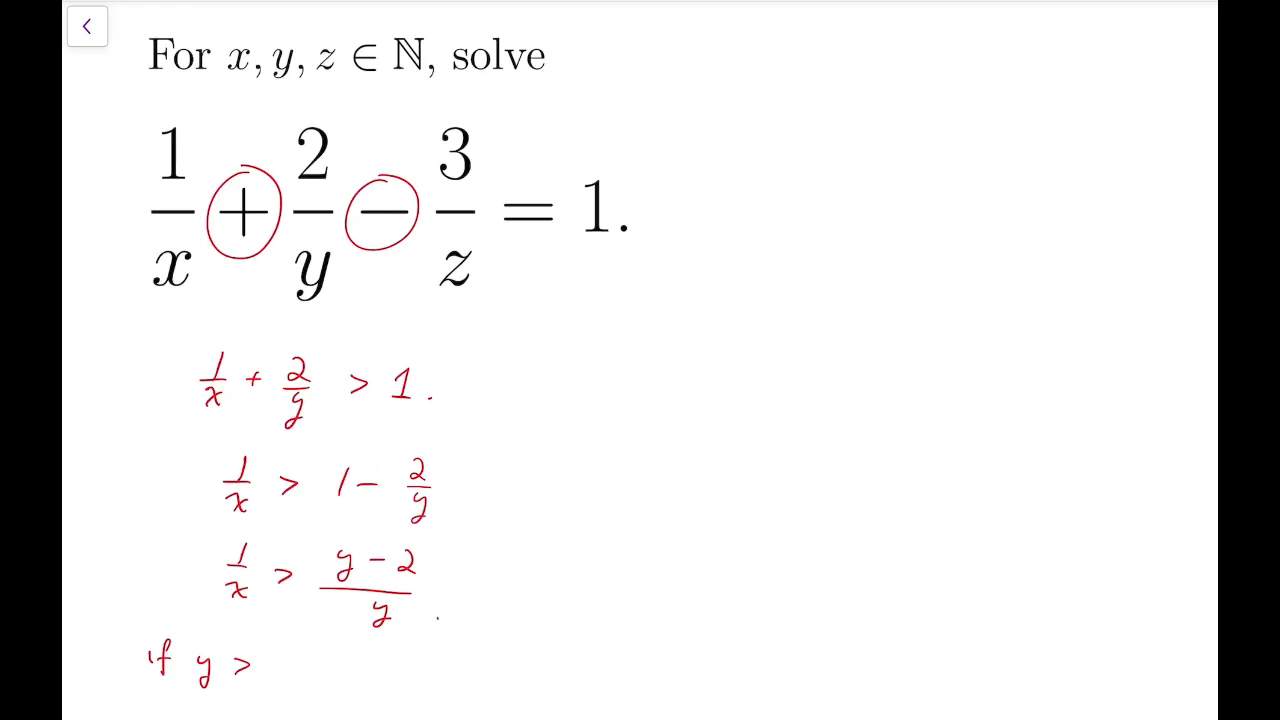 For x, y, z ∈ ℕ, solve
1/x + 2/y − 3/z = 1.
1/x + 2/y > 1.
1/x > 1 − 2/y
1/x > (y − 2)/y.
if y >